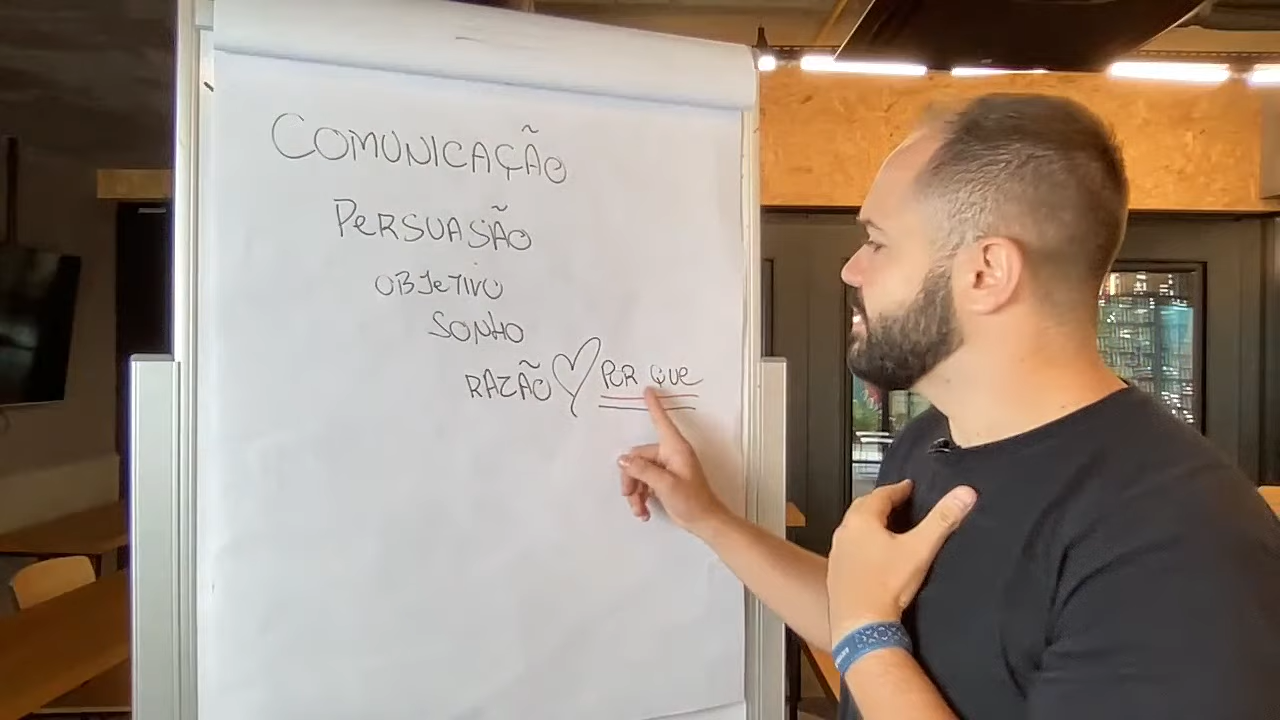 COMUNICAÇÃO
PERSUASÃO
OBJETIVO
SONHO
RAZÃO POR QUE